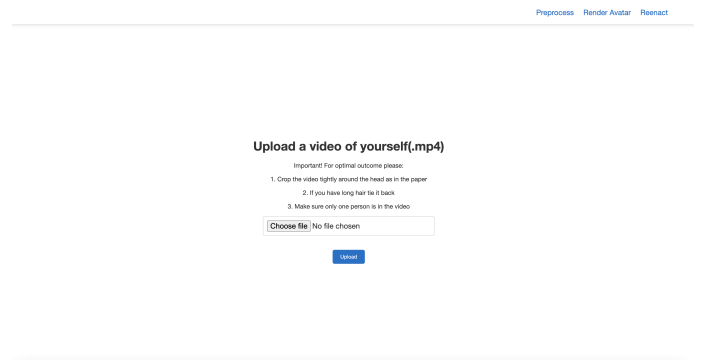 Preprocess Render Avatar Reenact
Upload a video of yourself(.mp4)
Important! For optimal outcome please:
1. Crop the video tightly around the head as in the paper
2. If you have long hair tie it back
3. Make sure only one person is in the video
Choose file No file chosen
Upload